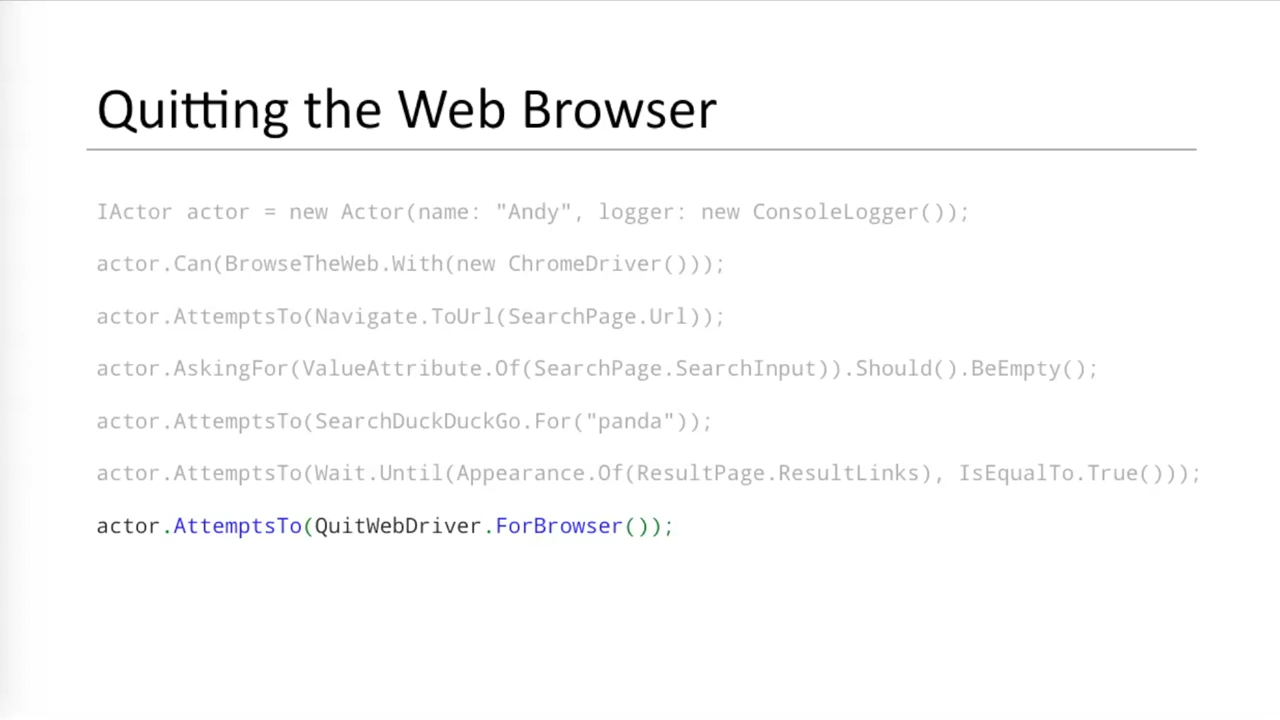 Quitting the Web Browser
IActor actor = new Actor(name: "Andy", logger: new ConsoleLogger());
actor.Can(BrowseTheWeb.With(new ChromeDriver()));
actor.AttemptsTo(Navigate.ToUrl(SearchPage.Url));
actor.AskingFor(ValueAttribute.Of(SearchPage.SearchInput)).Should().BeEmpty();
actor.AttemptsTo(SearchDuckDuckGo.For("panda"));
actor.AttemptsTo(Wait.Until(Appearance.Of(ResultPage.ResultLinks), IsEqualTo.True()));
actor.AttemptsTo(QuitWebDriver.ForBrowser());